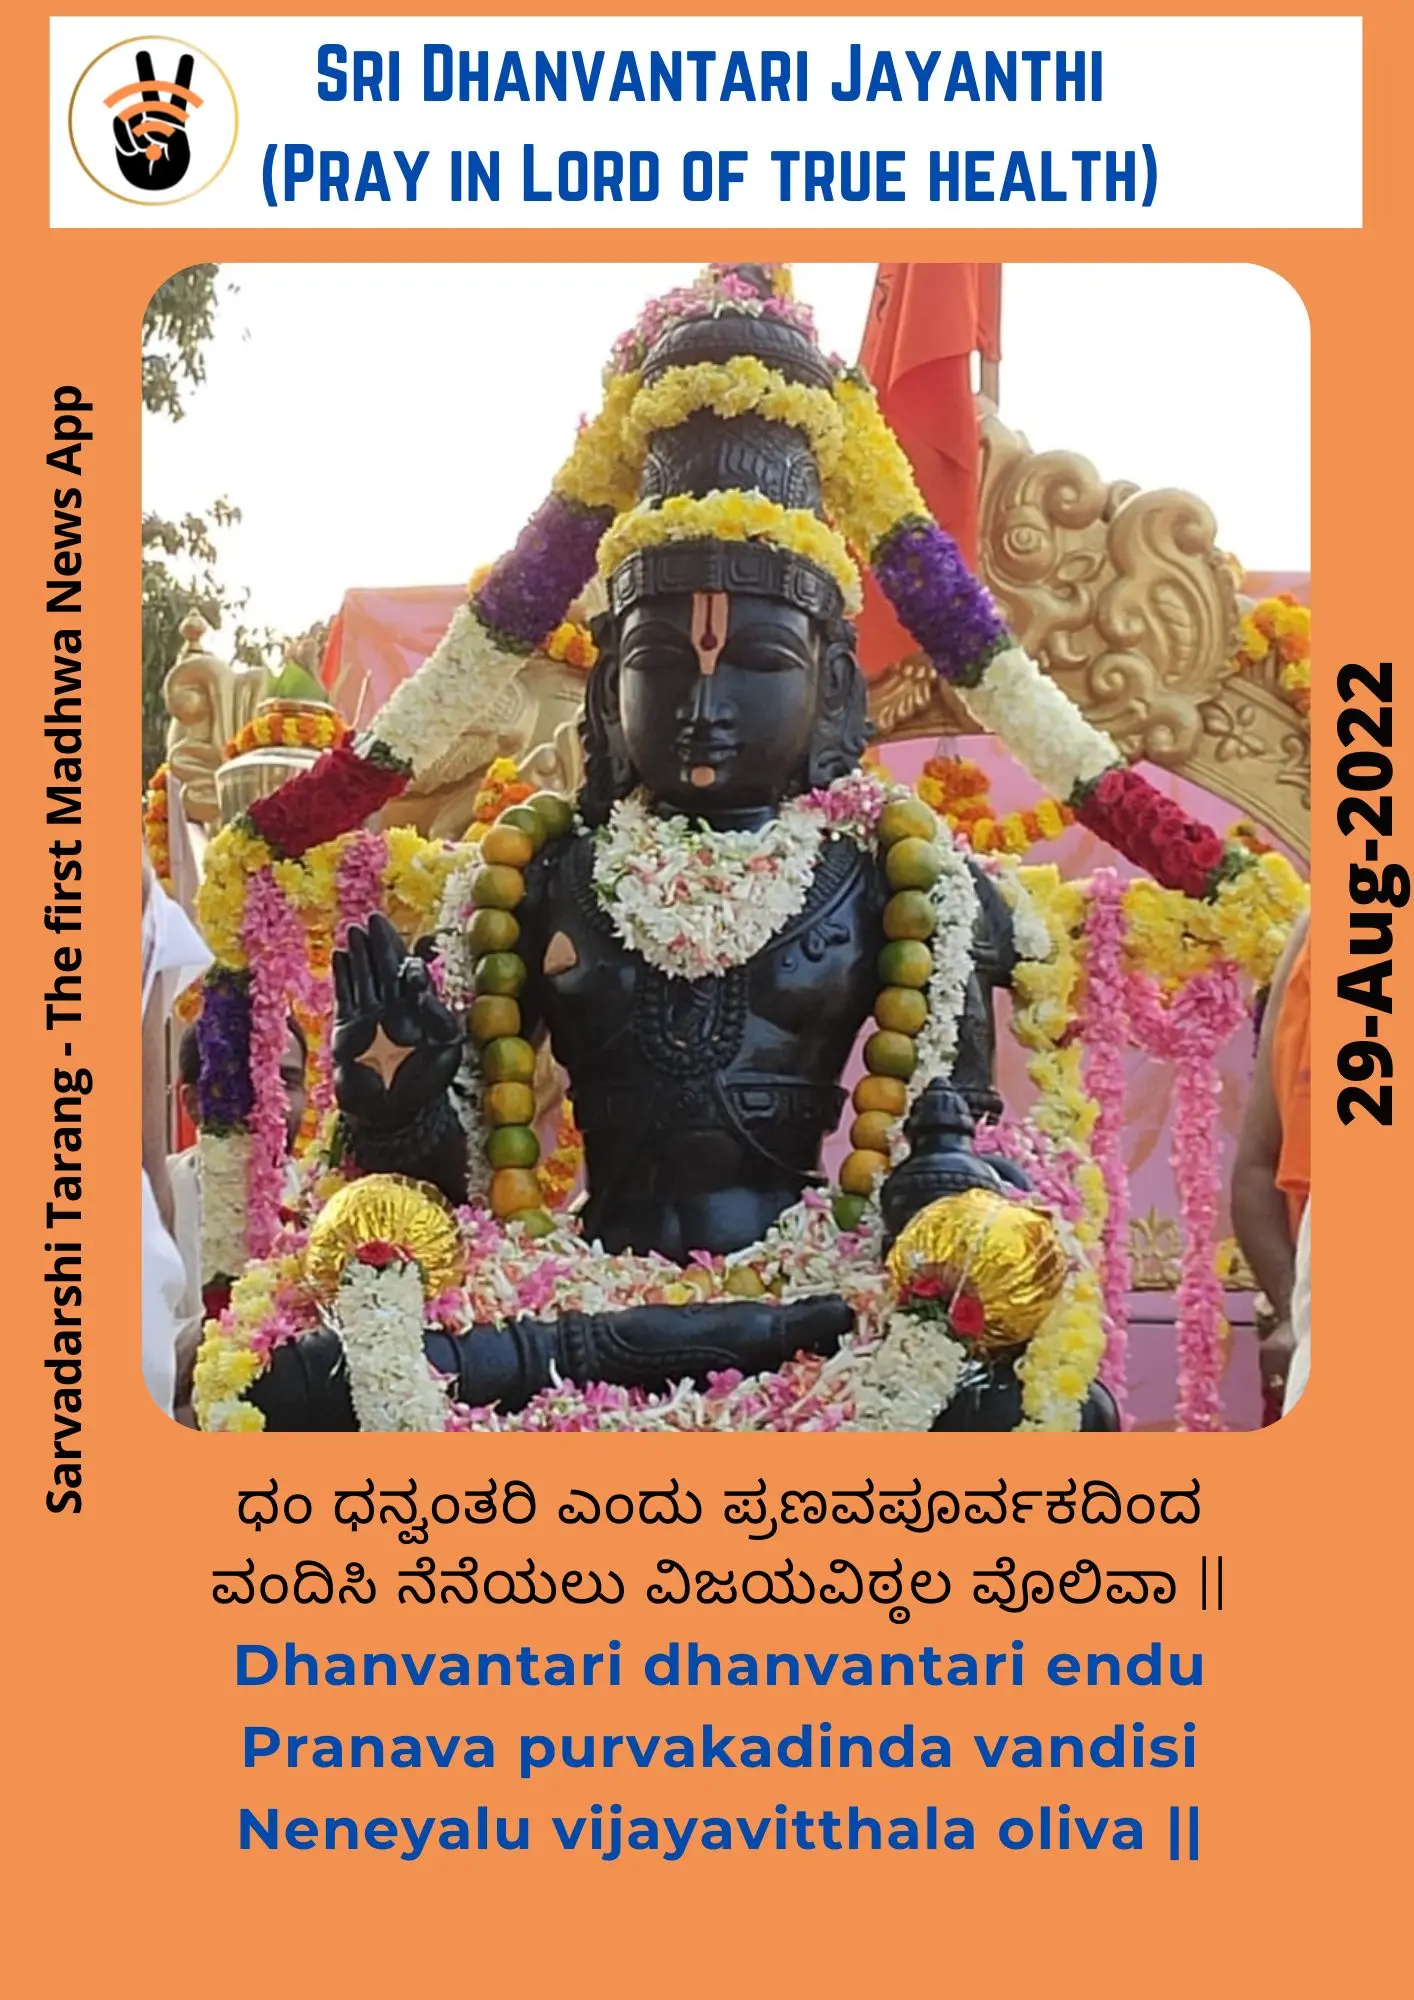 Sri Dhanvantari Jayanthi
(Pray in Lord of true health)
Sarvadarshi Tarang - The first Madhwa News App
29-Aug-2022
ಧಂ ಧನ್ವಂತರಿ ಎಂದು ಪ್ರಣವಪೂರ್ವಕದಿಂದ
ವಂದಿಸಿ ನೆನೆಯಲು ವಿಜಯವಿಠ್ಠಲ ವೊಲಿವಾ ||
Dhanvantari dhanvantari endu
Pranava purvakadinda vandisi
Neneyalu vijayavitthala oliva ||